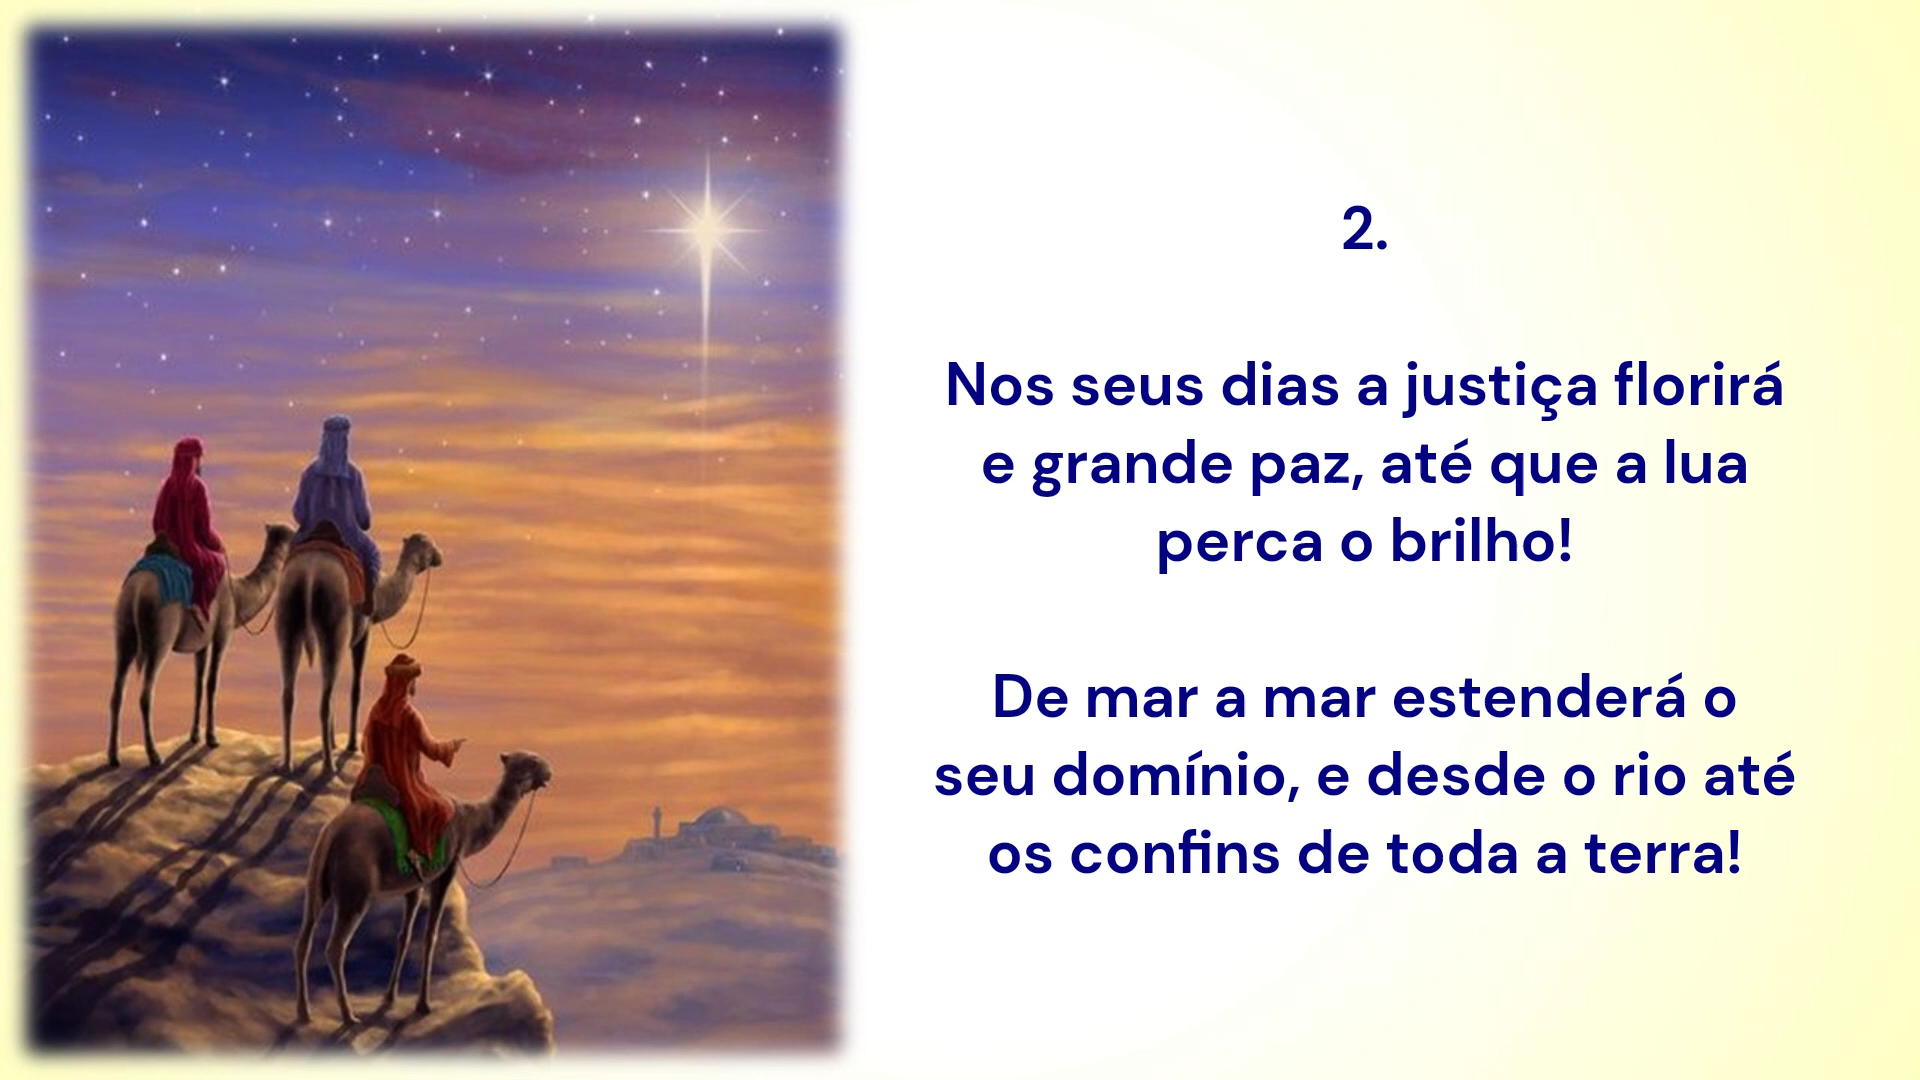 2.
Nos seus dias a justiça florirá
e grande paz, até que a lua
perca o brilho!
De mar a mar estenderá o
seu domínio, e desde o rio até
os confins de toda a terra!